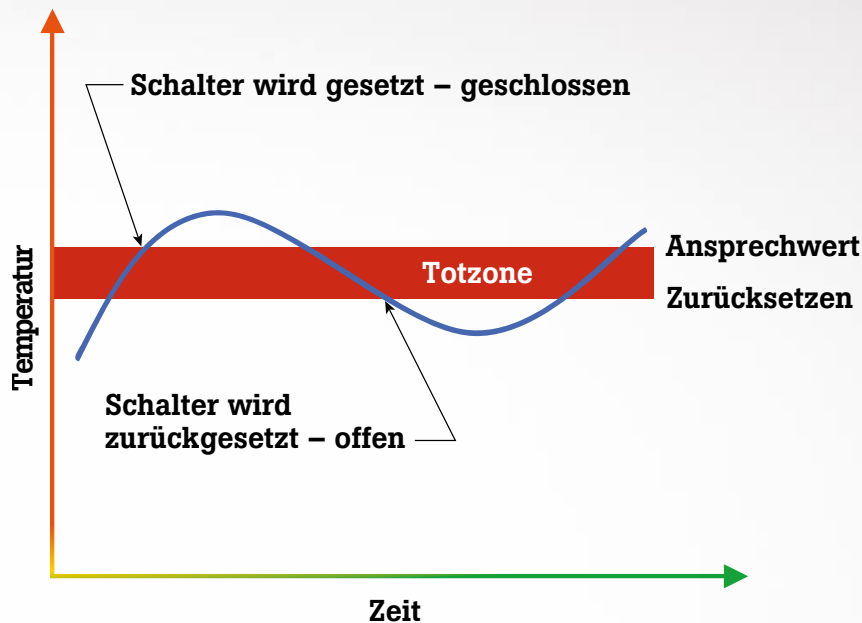 Schalter wird gesetzt – geschlossen
Ansprechwert
Totzone
Zurücksetzen
Temperatur
Schalter wird
zurückgesetzt – offen
Zeit